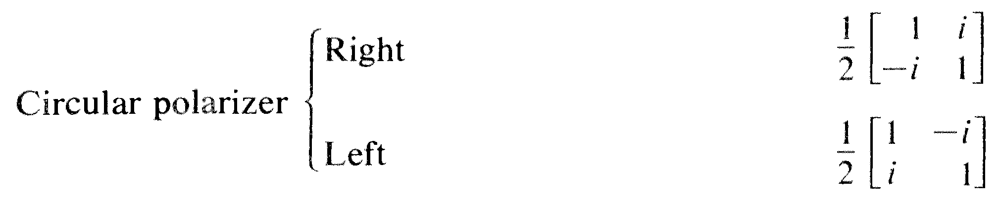 Circular polarizer { Right 1/2 [1 i; −i 1]
Left 1/2 [1 −i; i 1]